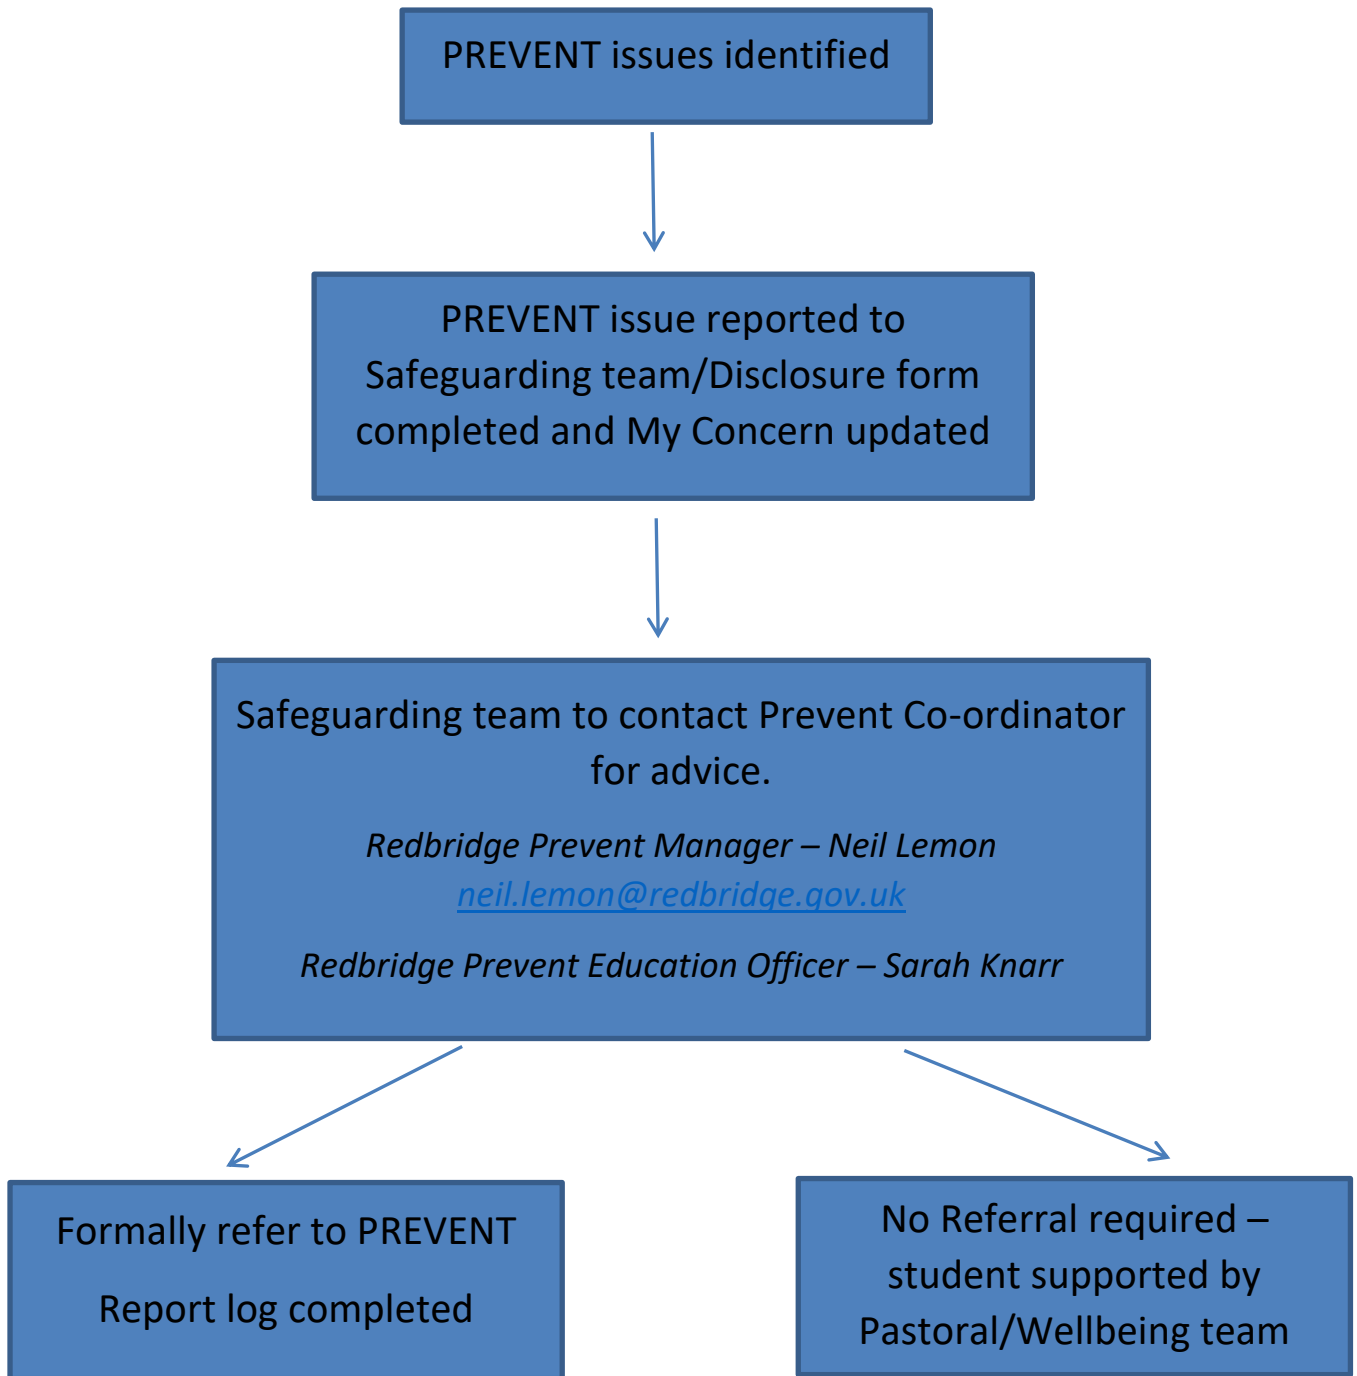 PREVENT issues identified
PREVENT issue reported to
Safeguarding team/Disclosure form
completed and My Concern updated
Safeguarding team to contact Prevent Co-ordinator
for advice.
Redbridge Prevent Manager – Neil Lemon
neil.lemon@redbridge.gov.uk
Redbridge Prevent Education Officer – Sarah Knarr
Formally refer to PREVENT
Report log completed
No Referral required –
student supported by
Pastoral/Wellbeing team